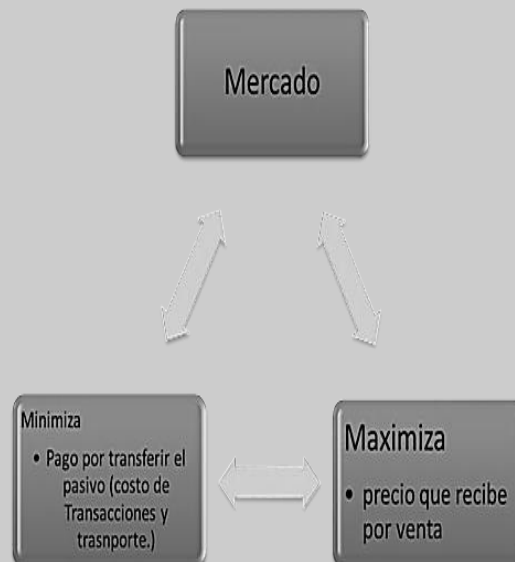 Mercado
Minimiza
• Pago por transferir el
pasivo (costo de
Transacciones y
trasnporte.)
Maximiza
• precio que recibe
por venta